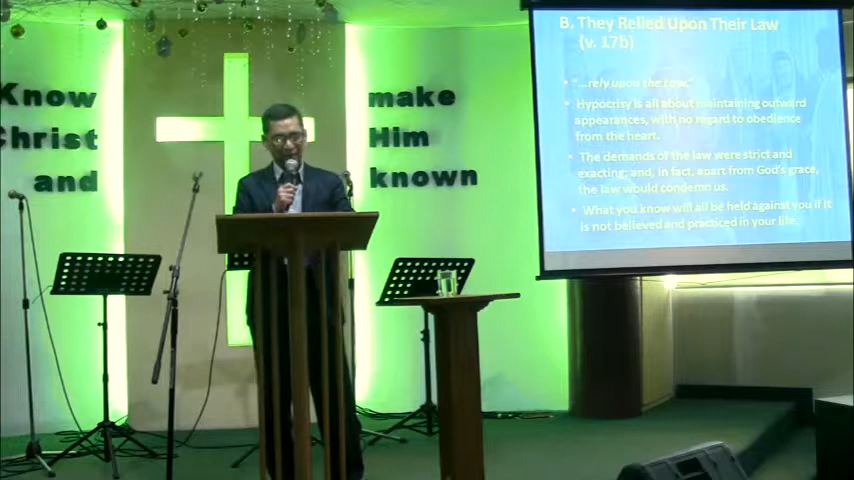 Know
Christ
and
make
Him
known
B. They Relied Upon Their Law
(v. 17b)
• "...rely upon the Law,"
• Hypocrisy is all about maintaining outward
appearances, with no regard to obedience
from the heart.
• The demands of the law were strict and
exacting; and, in fact, apart from God's grace,
the law would condemn us.
• What you know will all be held against you if it
is not believed and practiced in your life.